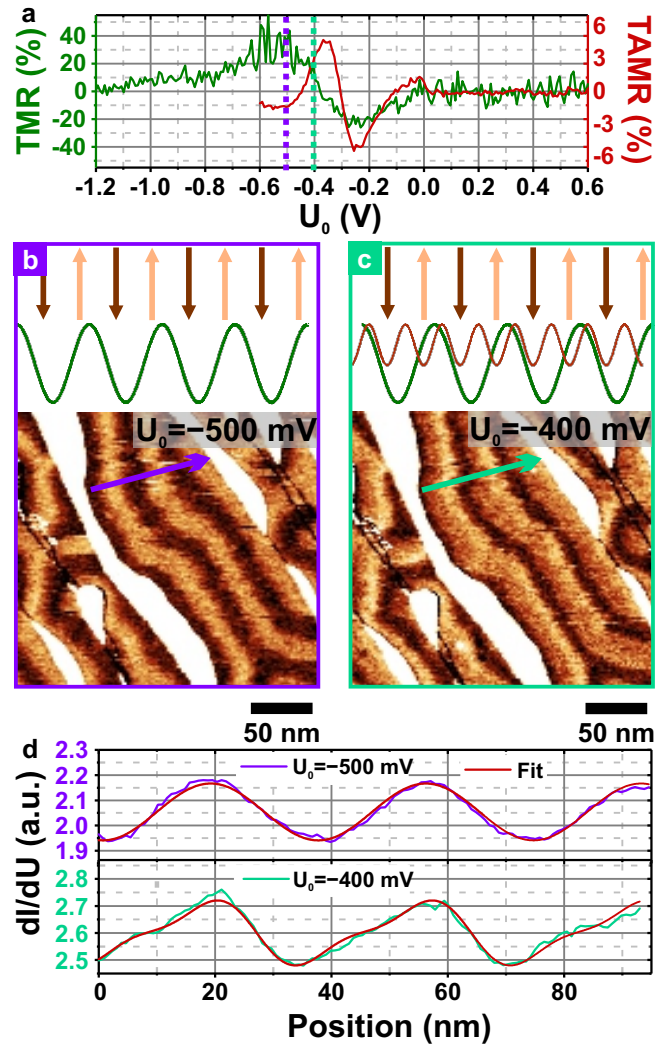 a
TMR (%)
40
20
0
-20
-40
6
3
1
-1
-3
-6
TAMR (%)
-1.2 -1.0 -0.8 -0.6 -0.4 -0.2 0.0 0.2 0.4 0.6
U₀ (V)
b
c
U₀=−500 mV
U₀=−400 mV
50 nm
50 nm
d
dI/dU (a.u.)
2.3
2.2
2.1
2.0
1.9
U₀=−500 mV
Fit
2.8
2.7
2.6
2.5
U₀=−400 mV
0 20 40 60 80
Position (nm)